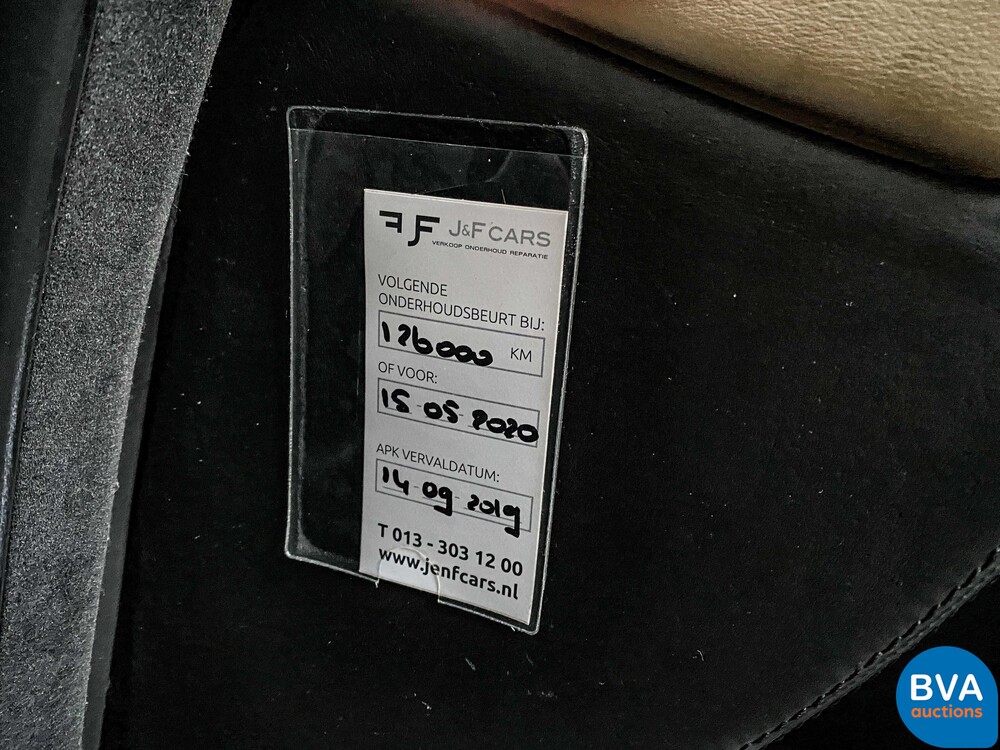 J&F CARS
VERKOOP ONDERHOUD REPARATIE
VOLGENDE
ONDERHOUDSBEURT BIJ:
126000 KM
OF VOOR:
15-05-2020
APK VERVALDATUM:
14-09-2019
T 013 - 303 12 00
www.jenfcars.nl
BVA
auctions